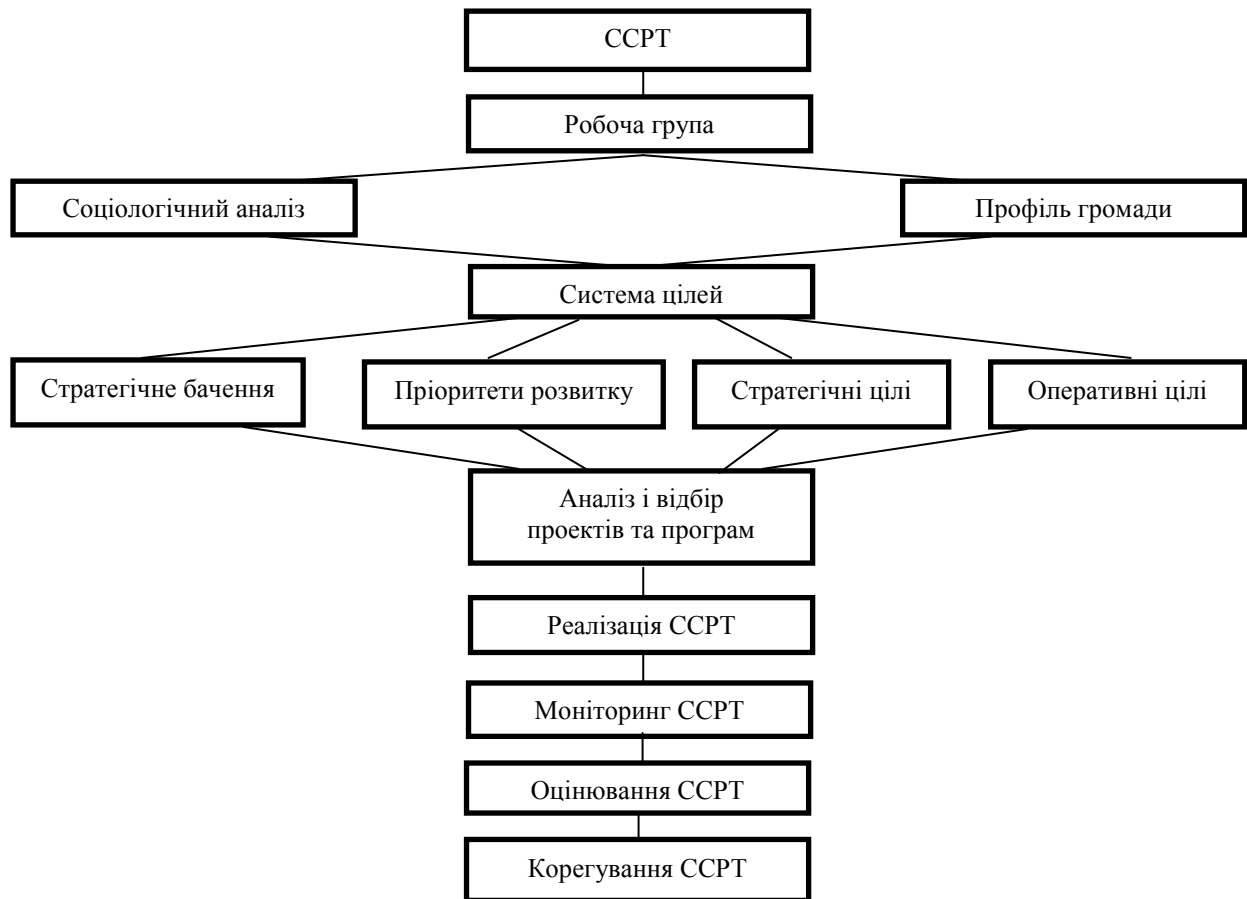 ССРТ
Робоча група
Соціологічний аналіз
Профіль громади
Система цілей
Стратегічне бачення
Пріоритети розвитку
Стратегічні цілі
Оперативні цілі
Аналіз і відбір
проектів та програм
Реалізація ССРТ
Моніторинг ССРТ
Оцінювання ССРТ
Корегування ССРТ